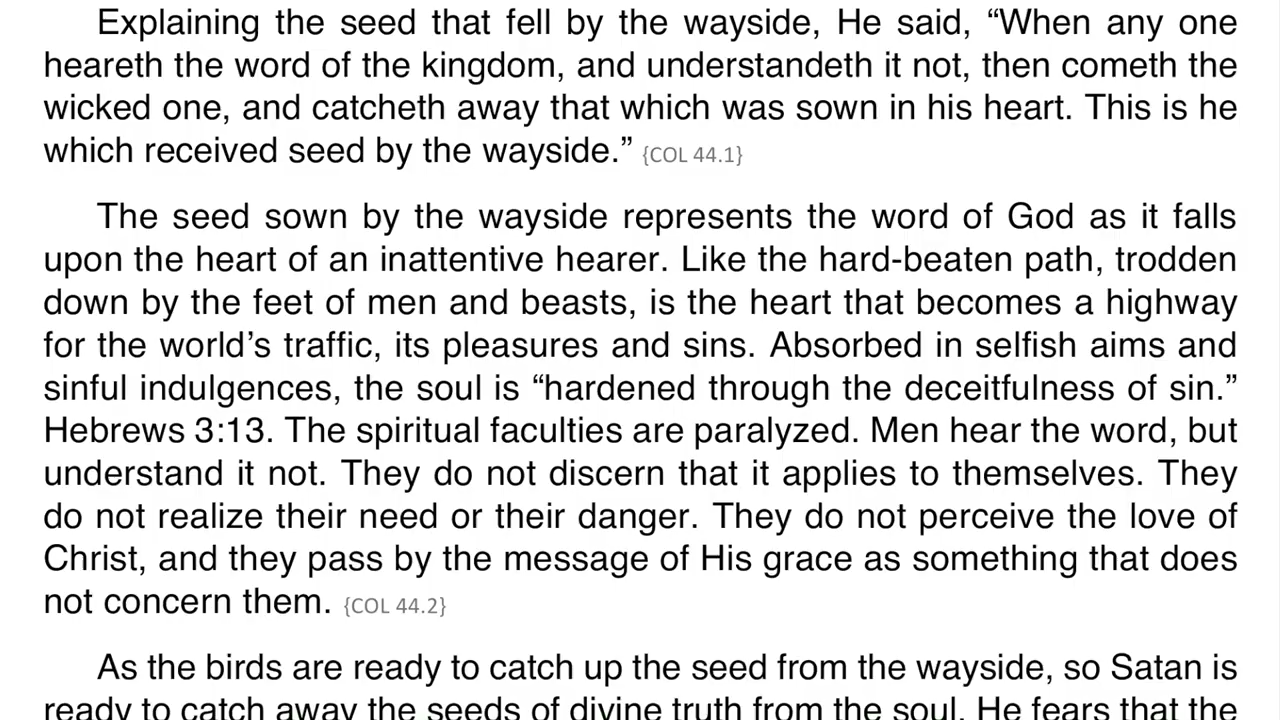 Explaining the seed that fell by the wayside, He said, “When any one
heareth the word of the kingdom, and understandeth it not, then cometh the
wicked one, and catcheth away that which was sown in his heart. This is he
which received seed by the wayside.” {COL 44.1}
The seed sown by the wayside represents the word of God as it falls
upon the heart of an inattentive hearer. Like the hard-beaten path, trodden
down by the feet of men and beasts, is the heart that becomes a highway
for the world’s traffic, its pleasures and sins. Absorbed in selfish aims and
sinful indulgences, the soul is “hardened through the deceitfulness of sin.”
Hebrews 3:13. The spiritual faculties are paralyzed. Men hear the word, but
understand it not. They do not discern that it applies to themselves. They
do not realize their need or their danger. They do not perceive the love of
Christ, and they pass by the message of His grace as something that does
not concern them. {COL 44.2}
As the birds are ready to catch up the seed from the wayside, so Satan is
ready to catch away the seeds of divine truth from the soul. He fears that the